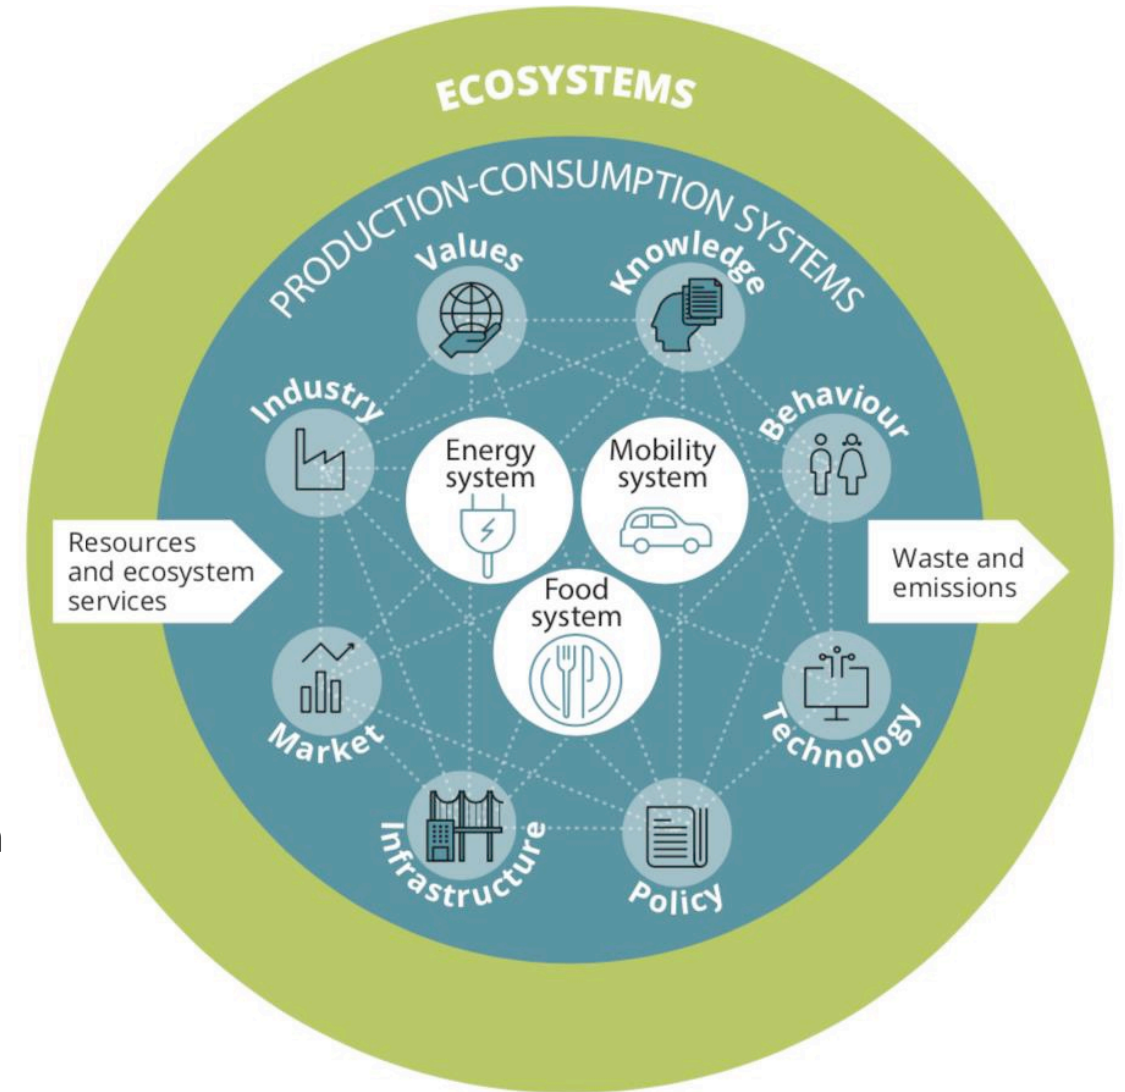 ECOSYSTEMS
PRODUCTION-CONSUMPTION SYSTEMS
Values
Knowledge
Industry
Behaviour
Energy
system
Mobility
system
Resources
and ecosystem
services
Waste and
emissions
Food
system
Market
Technology
Infrastructure
Policy